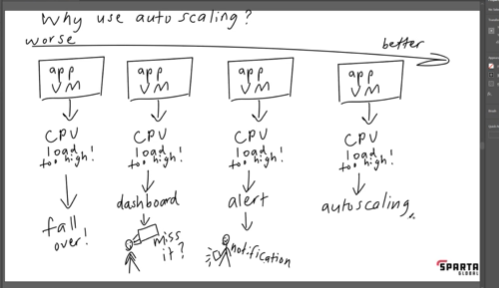 Why use auto scaling?
worse
better
app
VM
app
VM
app
VM
app
VM
CPU
load
too high!
CPU
load
too high!
CPU
load
too high!
CPU
load
too high!
fall
over!
dashboard
miss
it?
alert
notification
autoscaling
SPARTA
GLOBAL